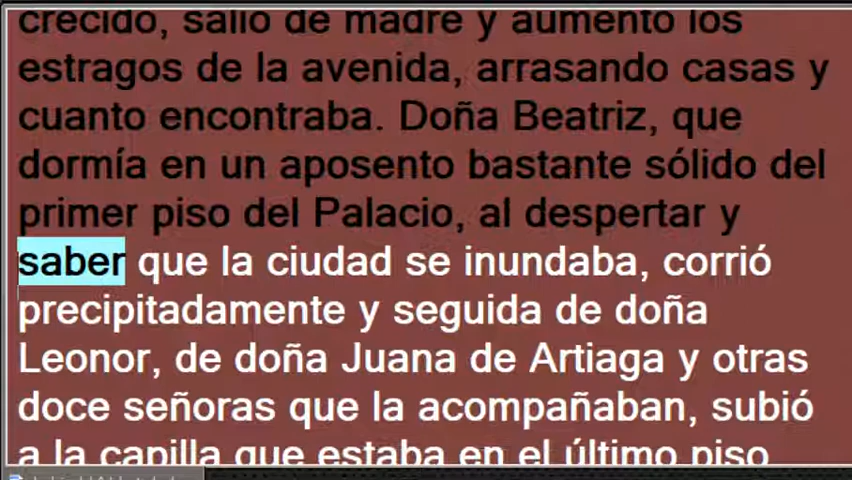 crecido, salió de madre y aumentó los
estragos de la avenida, arrasando casas y
cuanto encontraba. Doña Beatriz, que
dormía en un aposento bastante sólido del
primer piso del Palacio, al despertar y
saber que la ciudad se inundaba, corrió
precipitadamente y seguida de doña
Leonor, de doña Juana de Artiaga y otras
doce señoras que la acompañaban, subió
a la capilla que estaba en el último piso